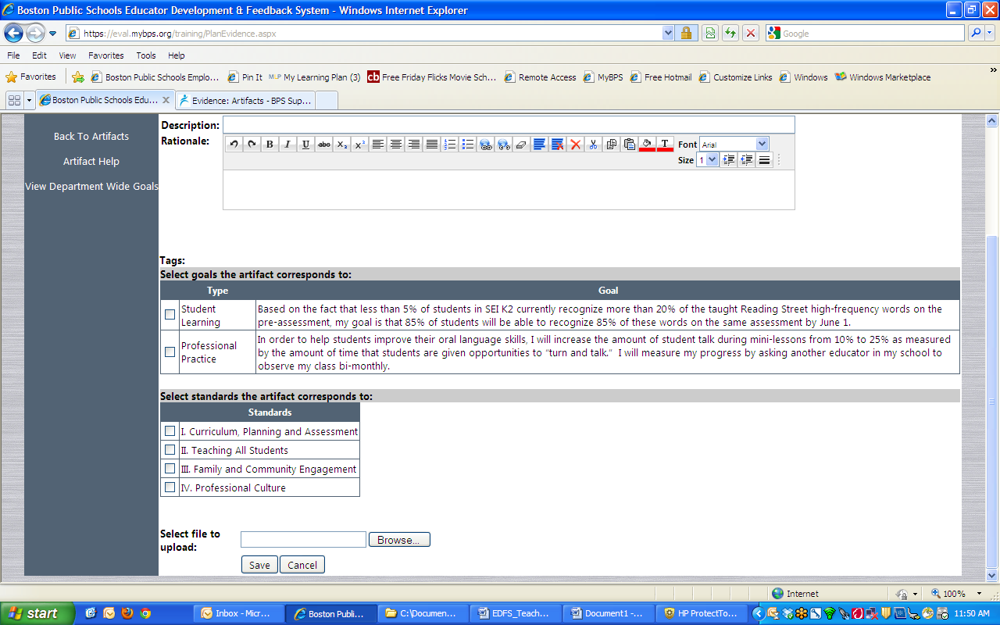 Boston Public Schools Educator Development & Feedback System - Windows Internet Explorer
https://eval.mybps.org/training/PlanEvidence.aspx
Google
File Edit View Favorites Tools Help
Favorites Boston Public Schools Emplo... Pin It MLP My Learning Plan (3) cb Free Friday Flicks Movie Sch... Remote Access MyBPS Free Hotmail Customize Links Windows Windows Marketplace
Boston Public Schools Edu... Evidence: Artifacts - BPS Sup...
Back To Artifacts
Artifact Help
View Department Wide Goals
Description:
Rationale:
B I U abc X2 X2 T Font Arial
Size 1
Tags:
Select goals the artifact corresponds to:
Type Goal
Student Learning
Based on the fact that less than 5% of students in SEI K2 currently recognize more than 20% of the taught Reading Street high-frequency words on the
pre-assessment, my goal is that 85% of students will be able to recognize 85% of these words on the same assessment by June 1.
Professional Practice
In order to help students improve their oral language skills, I will increase the amount of student talk during mini-lessons from 10% to 25% as measured
by the amount of time that students are given opportunities to "turn and talk." I will measure my progress by asking another educator in my school to
observe my class bi-monthly.
Select standards the artifact corresponds to:
Standards
I. Curriculum, Planning and Assessment
II. Teaching All Students
III. Family and Community Engagement
IV. Professional Culture
Select file to
upload:
Browse...
Save Cancel
Internet 100%
start Inbox - Micr... Boston Publi... C:\Documen... EDFS_Teach... Document1 -... HP ProtectTo... 11:50 AM